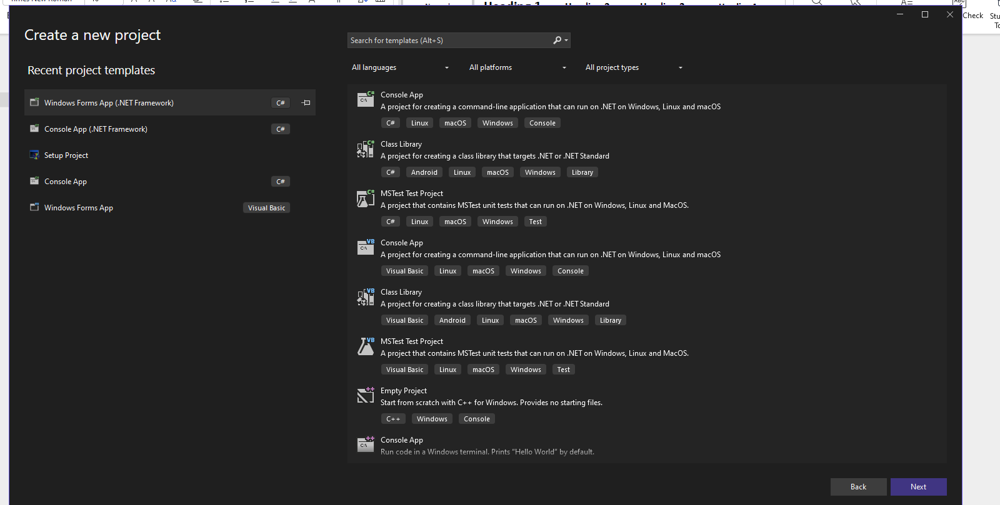 Create a new project
Search for templates (Alt+S)
Recent project templates
All languages
All platforms
All project types
Windows Forms App (.NET Framework)
C#
Console App (.NET Framework)
C#
Setup Project
Console App
C#
Windows Forms App
Visual Basic
Console App
A project for creating a command-line application that can run on .NET on Windows, Linux and macOS
C# Linux macOS Windows Console
Class Library
A project for creating a class library that targets .NET or .NET Standard
C# Android Linux macOS Windows Library
MSTest Test Project
A project that contains MSTest unit tests that can run on .NET on Windows, Linux and MacOS.
C# Linux macOS Windows Test
Console App
A project for creating a command-line application that can run on .NET on Windows, Linux and macOS
Visual Basic Linux macOS Windows Console
Class Library
A project for creating a class library that targets .NET or .NET Standard
Visual Basic Android Linux macOS Windows Library
MSTest Test Project
A project that contains MSTest unit tests that can run on .NET on Windows, Linux and MacOS.
Visual Basic Linux macOS Windows Test
Empty Project
Start from scratch with C++ for Windows. Provides no starting files.
C++ Windows Console
Console App
Run code in a Windows terminal. Prints "Hello World" by default.
Back
Next
Check